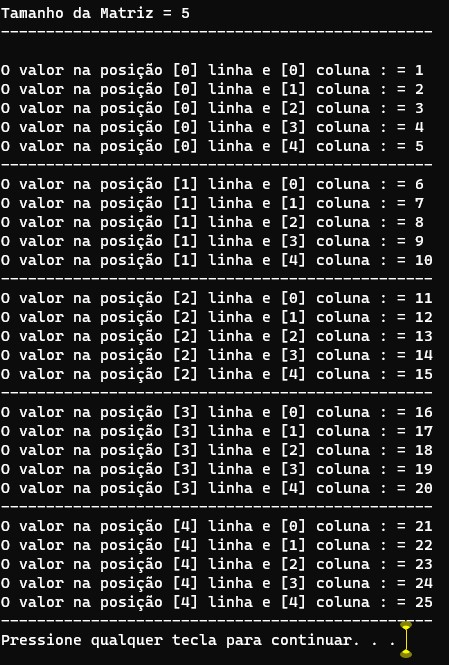 Tamanho da Matriz = 5
------------------------------------------------
O valor na posição [0] linha e [0] coluna : = 1
O valor na posição [0] linha e [1] coluna : = 2
O valor na posição [0] linha e [2] coluna : = 3
O valor na posição [0] linha e [3] coluna : = 4
O valor na posição [0] linha e [4] coluna : = 5
------------------------------------------------
O valor na posição [1] linha e [0] coluna : = 6
O valor na posição [1] linha e [1] coluna : = 7
O valor na posição [1] linha e [2] coluna : = 8
O valor na posição [1] linha e [3] coluna : = 9
O valor na posição [1] linha e [4] coluna : = 10
------------------------------------------------
O valor na posição [2] linha e [0] coluna : = 11
O valor na posição [2] linha e [1] coluna : = 12
O valor na posição [2] linha e [2] coluna : = 13
O valor na posição [2] linha e [3] coluna : = 14
O valor na posição [2] linha e [4] coluna : = 15
------------------------------------------------
O valor na posição [3] linha e [0] coluna : = 16
O valor na posição [3] linha e [1] coluna : = 17
O valor na posição [3] linha e [2] coluna : = 18
O valor na posição [3] linha e [3] coluna : = 19
O valor na posição [3] linha e [4] coluna : = 20
------------------------------------------------
O valor na posição [4] linha e [0] coluna : = 21
O valor na posição [4] linha e [1] coluna : = 22
O valor na posição [4] linha e [2] coluna : = 23
O valor na posição [4] linha e [3] coluna : = 24
O valor na posição [4] linha e [4] coluna : = 25
------------------------------------------------
Pressione qualquer tecla para continuar. . .